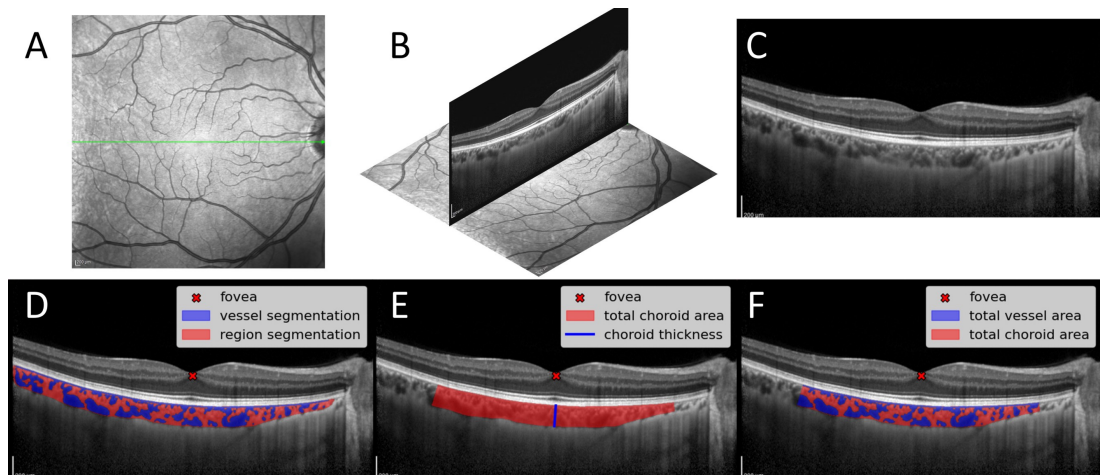 A
B
C
200 µm
D
fovea
vessel segmentation
region segmentation
E
fovea
total choroid area
choroid thickness
F
fovea
total vessel area
total choroid area